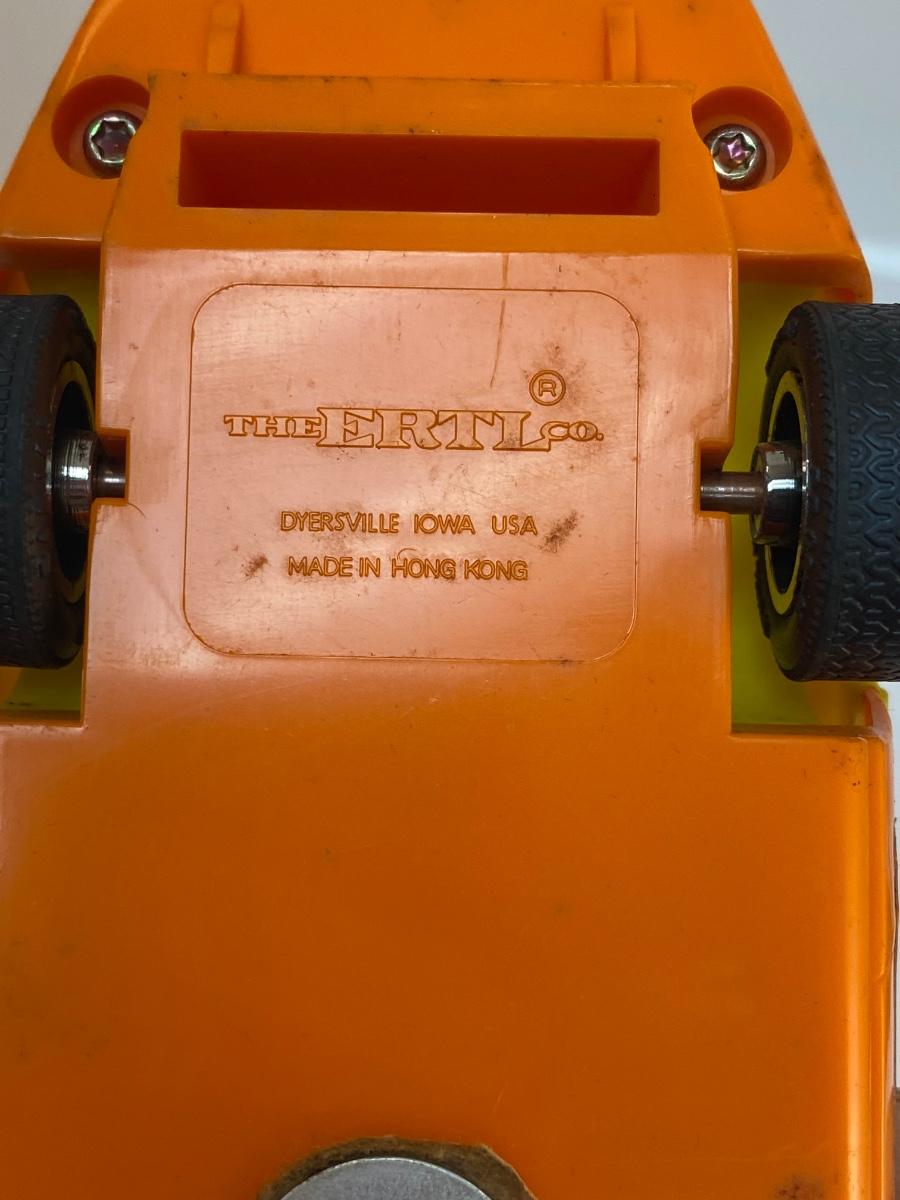 THE ERTL CO. ®
DYERSVILLE IOWA USA
MADE IN HONG KONG